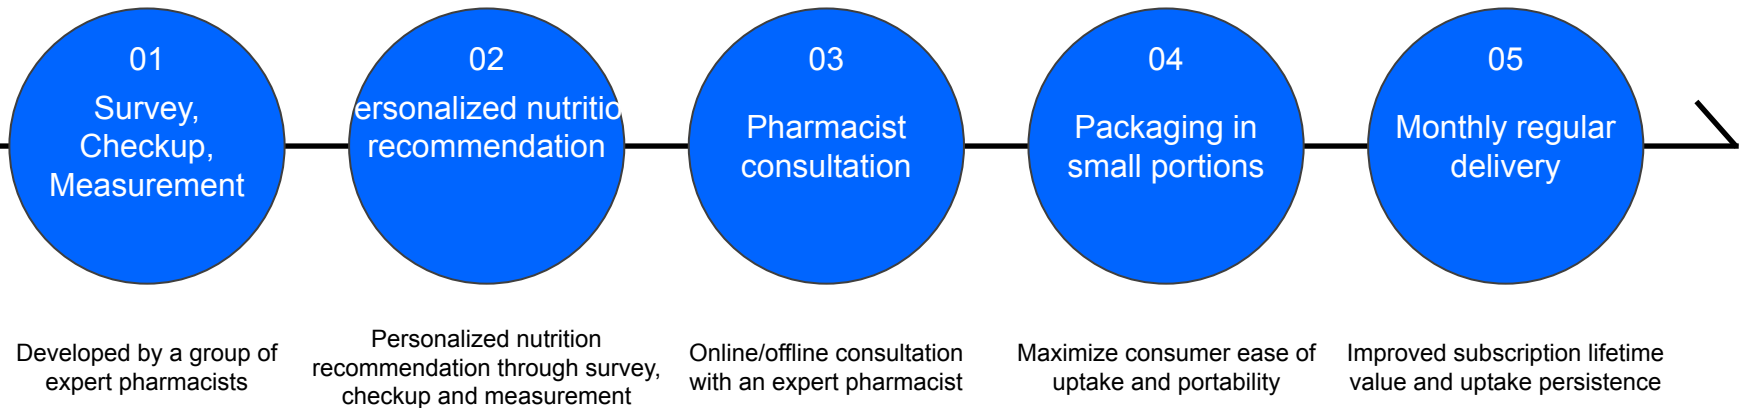 01
Survey,
Checkup,
Measurement
02
ersonalized nutritio
recommendation
03
Pharmacist
consultation
04
Packaging in
small portions
05
Monthly regular
delivery
Developed by a group of
expert pharmacists
Personalized nutrition
recommendation through survey,
checkup and measurement
Online/offline consultation
with an expert pharmacist
Maximize consumer ease of
uptake and portability
Improved subscription lifetime
value and uptake persistence